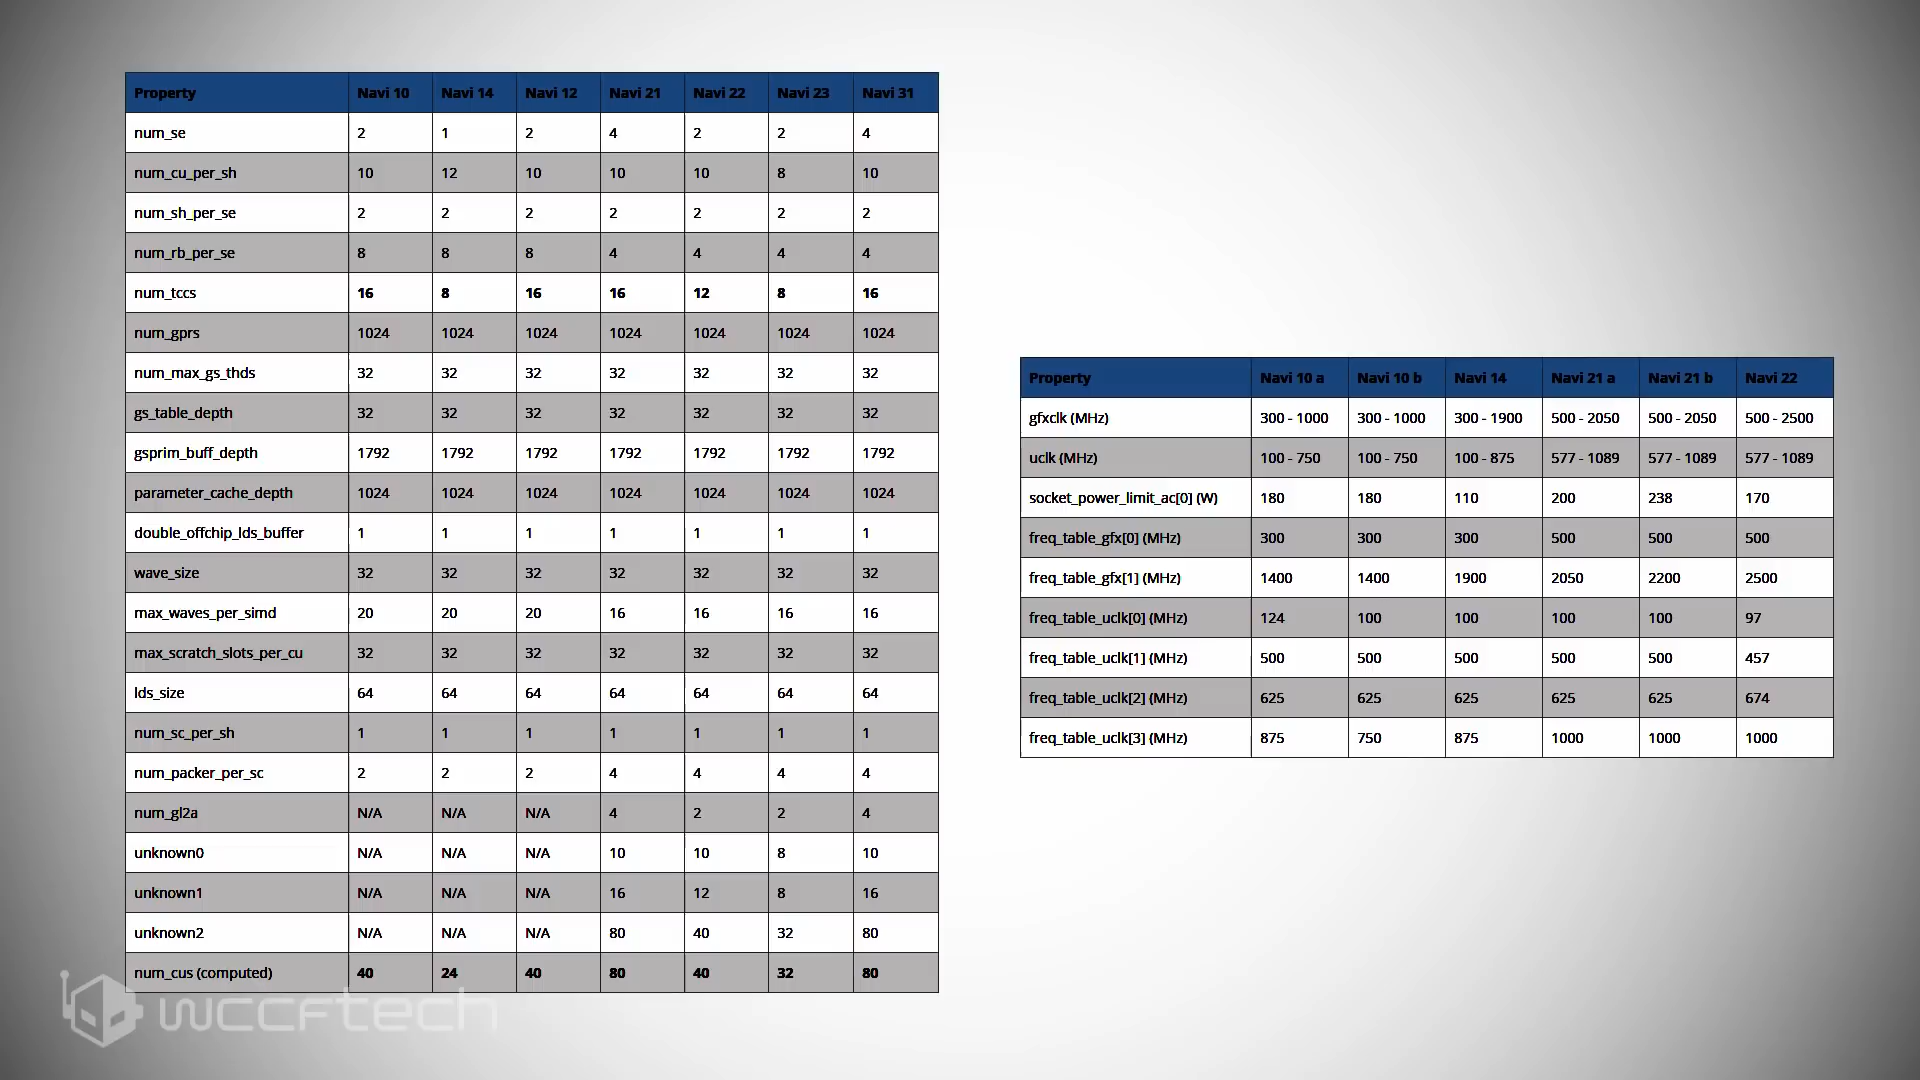 Property Navi 10 Navi 14 Navi 12 Navi 21 Navi 22 Navi 23 Navi 31
num_se 2 1 2 4 2 2 4
num_cu_per_sh 10 12 10 10 10 8 10
num_sh_per_se 2 2 2 2 2 2 2
num_rb_per_se 8 8 8 4 4 4 4
num_tccs 16 8 16 16 12 8 16
num_gprs 1024 1024 1024 1024 1024 1024 1024
num_max_gs_thds 32 32 32 32 32 32 32
gs_table_depth 32 32 32 32 32 32 32
gsprim_buff_depth 1792 1792 1792 1792 1792 1792 1792
parameter_cache_depth 1024 1024 1024 1024 1024 1024 1024
double_offchip_lds_buffer 1 1 1 1 1 1 1
wave_size 32 32 32 32 32 32 32
max_waves_per_simd 20 20 20 16 16 16 16
max_scratch_slots_per_cu 32 32 32 32 32 32 32
lds_size 64 64 64 64 64 64 64
num_sc_per_sh 1 1 1 1 1 1 1
num_packer_per_sc 2 2 2 4 4 4 4
num_gl2a N/A N/A N/A 4 2 2 4
unknown0 N/A N/A N/A 10 10 8 10
unknown1 N/A N/A N/A 16 12 8 16
unknown2 N/A N/A N/A 80 40 32 80
num_cus (computed) 40 24 40 80 40 32 80
Property Navi 10 a Navi 10 b Navi 14 Navi 21 a Navi 21 b Navi 22
gfxclk (MHz) 300 - 1000 300 - 1000 300 - 1900 500 - 2050 500 - 2050 500 - 2500
uclk (MHz) 100 - 750 100 - 750 100 - 875 577 - 1089 577 - 1089 577 - 1089
socket_power_limit_ac[0] (W) 180 180 110 200 238 170
freq_table_gfx[0] (MHz) 300 300 300 500 500 500
freq_table_gfx[1] (MHz) 1400 1400 1900 2050 2200 2500
freq_table_uclk[0] (MHz) 124 100 100 100 100 97
freq_table_uclk[1] (MHz) 500 500 500 500 500 457
freq_table_uclk[2] (MHz) 625 625 625 625 625 674
freq_table_uclk[3] (MHz) 875 750 875 1000 1000 1000
wccftech